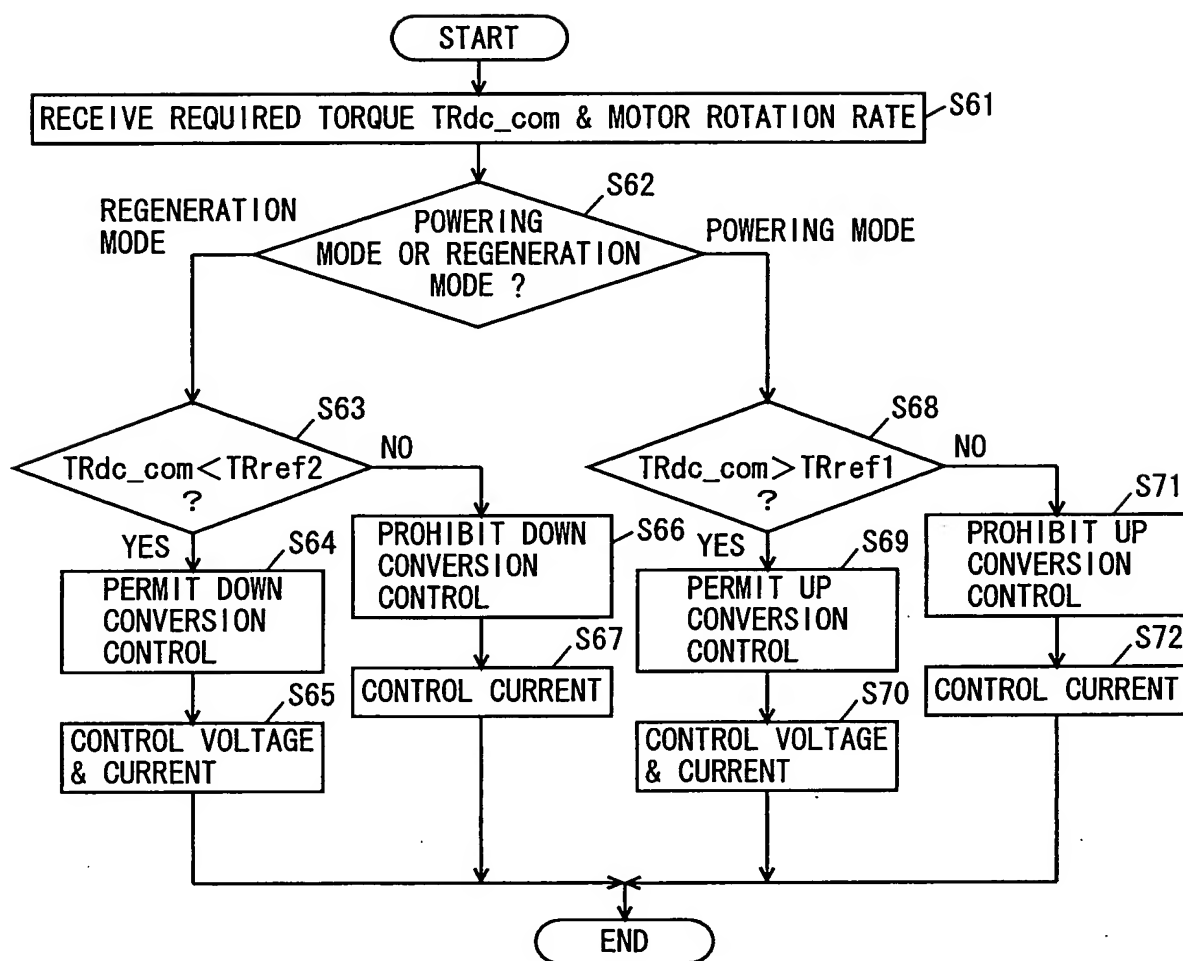 START
RECEIVE REQUIRED TORQUE TRdc_com & MOTOR ROTATION RATE
S61
S62
REGENERATION
MODE
POWERING
MODE OR REGENERATION
MODE ?
POWERING MODE
S63
TRdc_com<TRref2
?
NO
YES
S68
TRdc_com>TRref1
?
NO
YES
S64
PERMIT DOWN
CONVERSION
CONTROL
S66
PROHIBIT DOWN
CONVERSION
CONTROL
S69
PERMIT UP
CONVERSION
CONTROL
S71
PROHIBIT UP
CONVERSION
CONTROL
S65
CONTROL VOLTAGE
& CURRENT
S67
CONTROL CURRENT
S70
CONTROL VOLTAGE
& CURRENT
S72
CONTROL CURRENT
END